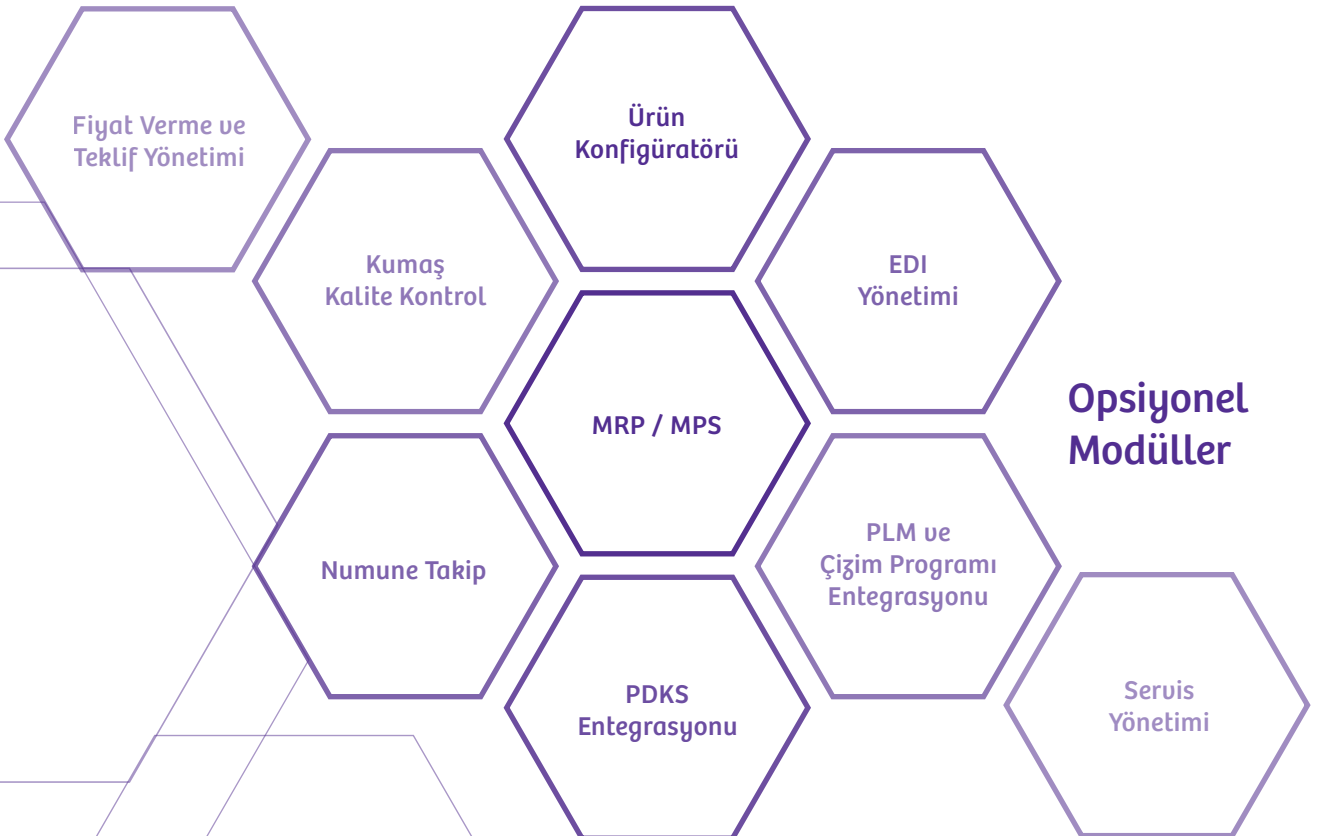 Fiyat Verme ve
Teklif Yönetimi
Ürün
Konfigüratörü
Kumaş
Kalite Kontrol
EDI
Yönetimi
MRP / MPS
Opsiyonel
Modüller
Numune Takip
PLM ve
Çizim Programı
Entegrasyonu
PDKS
Entegrasyonu
Servis
Yönetimi